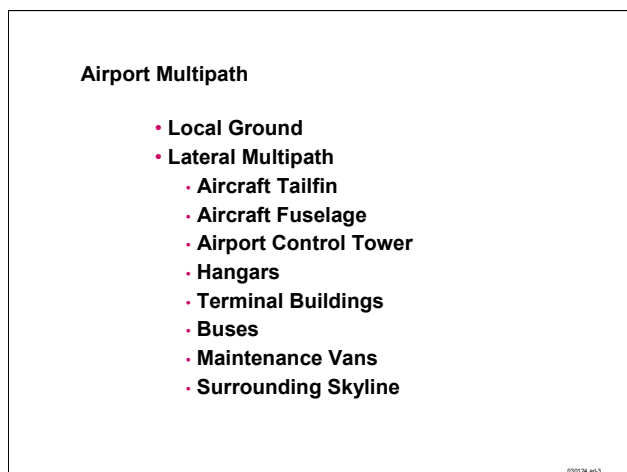 Airport Multipath
• Local Ground
• Lateral Multipath
• Aircraft Tailfin
• Aircraft Fuselage
• Airport Control Tower
• Hangars
• Terminal Buildings
• Buses
• Maintenance Vans
• Surrounding Skyline